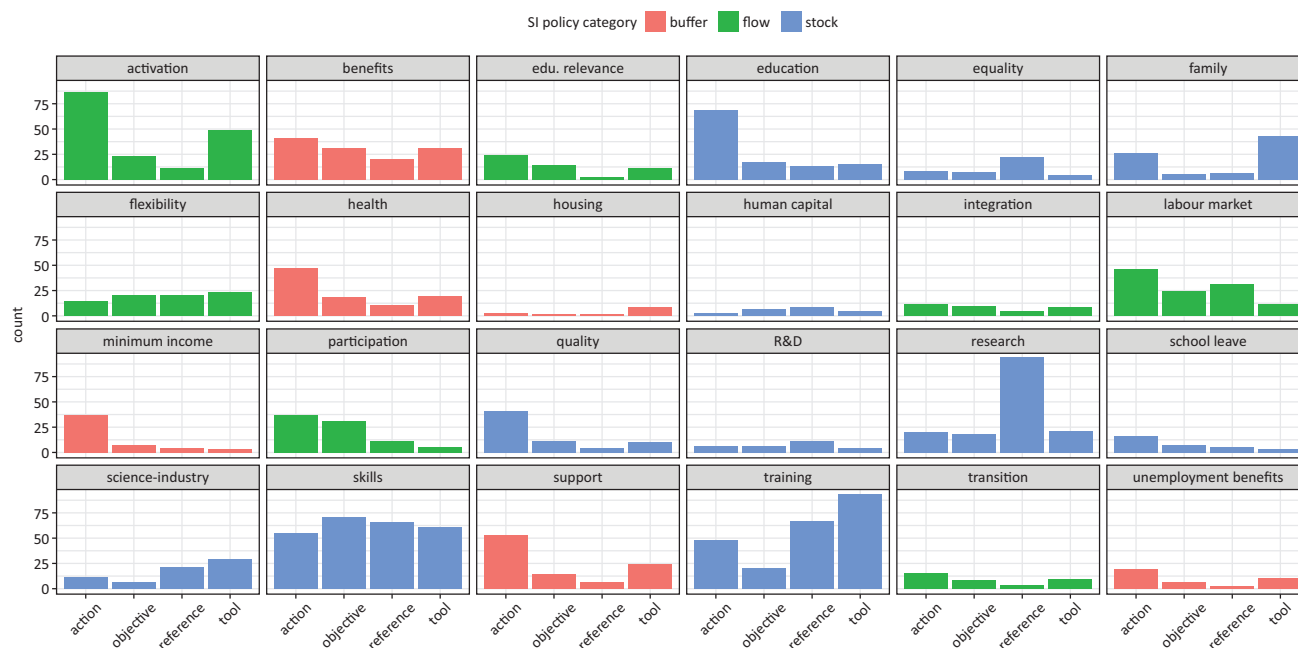 SI policy category buffer flow stock
activation benefits edu. relevance education equality family
75
50
25
0
flexibility health housing human capital integration labour market
75
50
25
0
count
minimum income participation quality R&D research school leave
75
50
25
0
science-industry skills support training transition unemployment benefits
75
50
25
0
action objective reference tool action objective reference tool action objective reference tool action objective reference tool action objective reference tool action objective reference tool